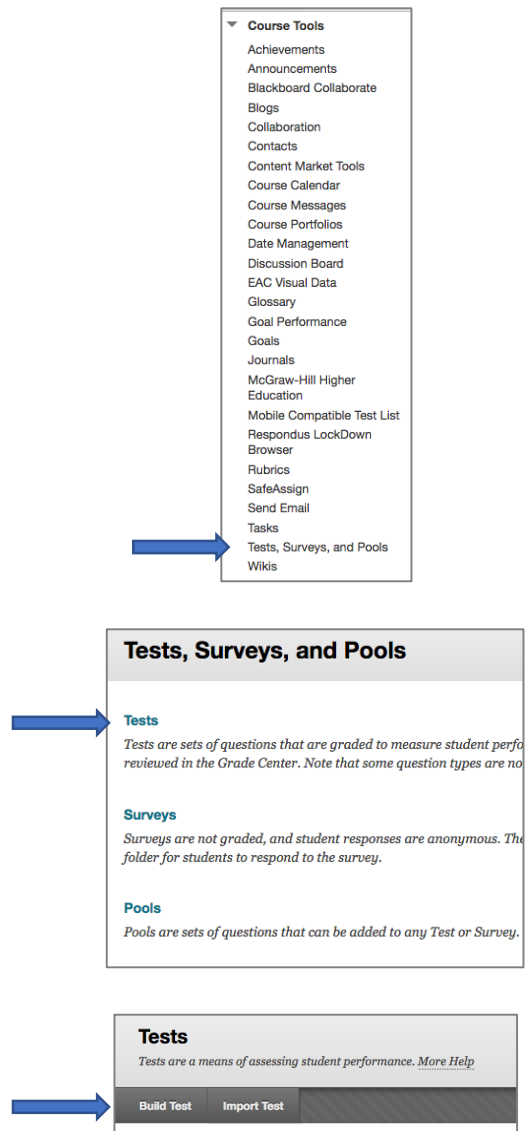 Course Tools
Achievements
Announcements
Blackboard Collaborate
Blogs
Collaboration
Contacts
Content Market Tools
Course Calendar
Course Messages
Course Portfolios
Date Management
Discussion Board
EAC Visual Data
Glossary
Goal Performance
Goals
Journals
McGraw-Hill Higher
Education
Mobile Compatible Test List
Respondus LockDown
Browser
Rubrics
SafeAssign
Send Email
Tasks
Tests, Surveys, and Pools
Wikis
Tests, Surveys, and Pools
Tests
Tests are sets of questions that are graded to measure student perfo
reviewed in the Grade Center. Note that some question types are no
Surveys
Surveys are not graded, and student responses are anonymous. The
folder for students to respond to the survey.
Pools
Pools are sets of questions that can be added to any Test or Survey.
Tests
Tests are a means of assessing student performance. More Help
Build Test Import Test